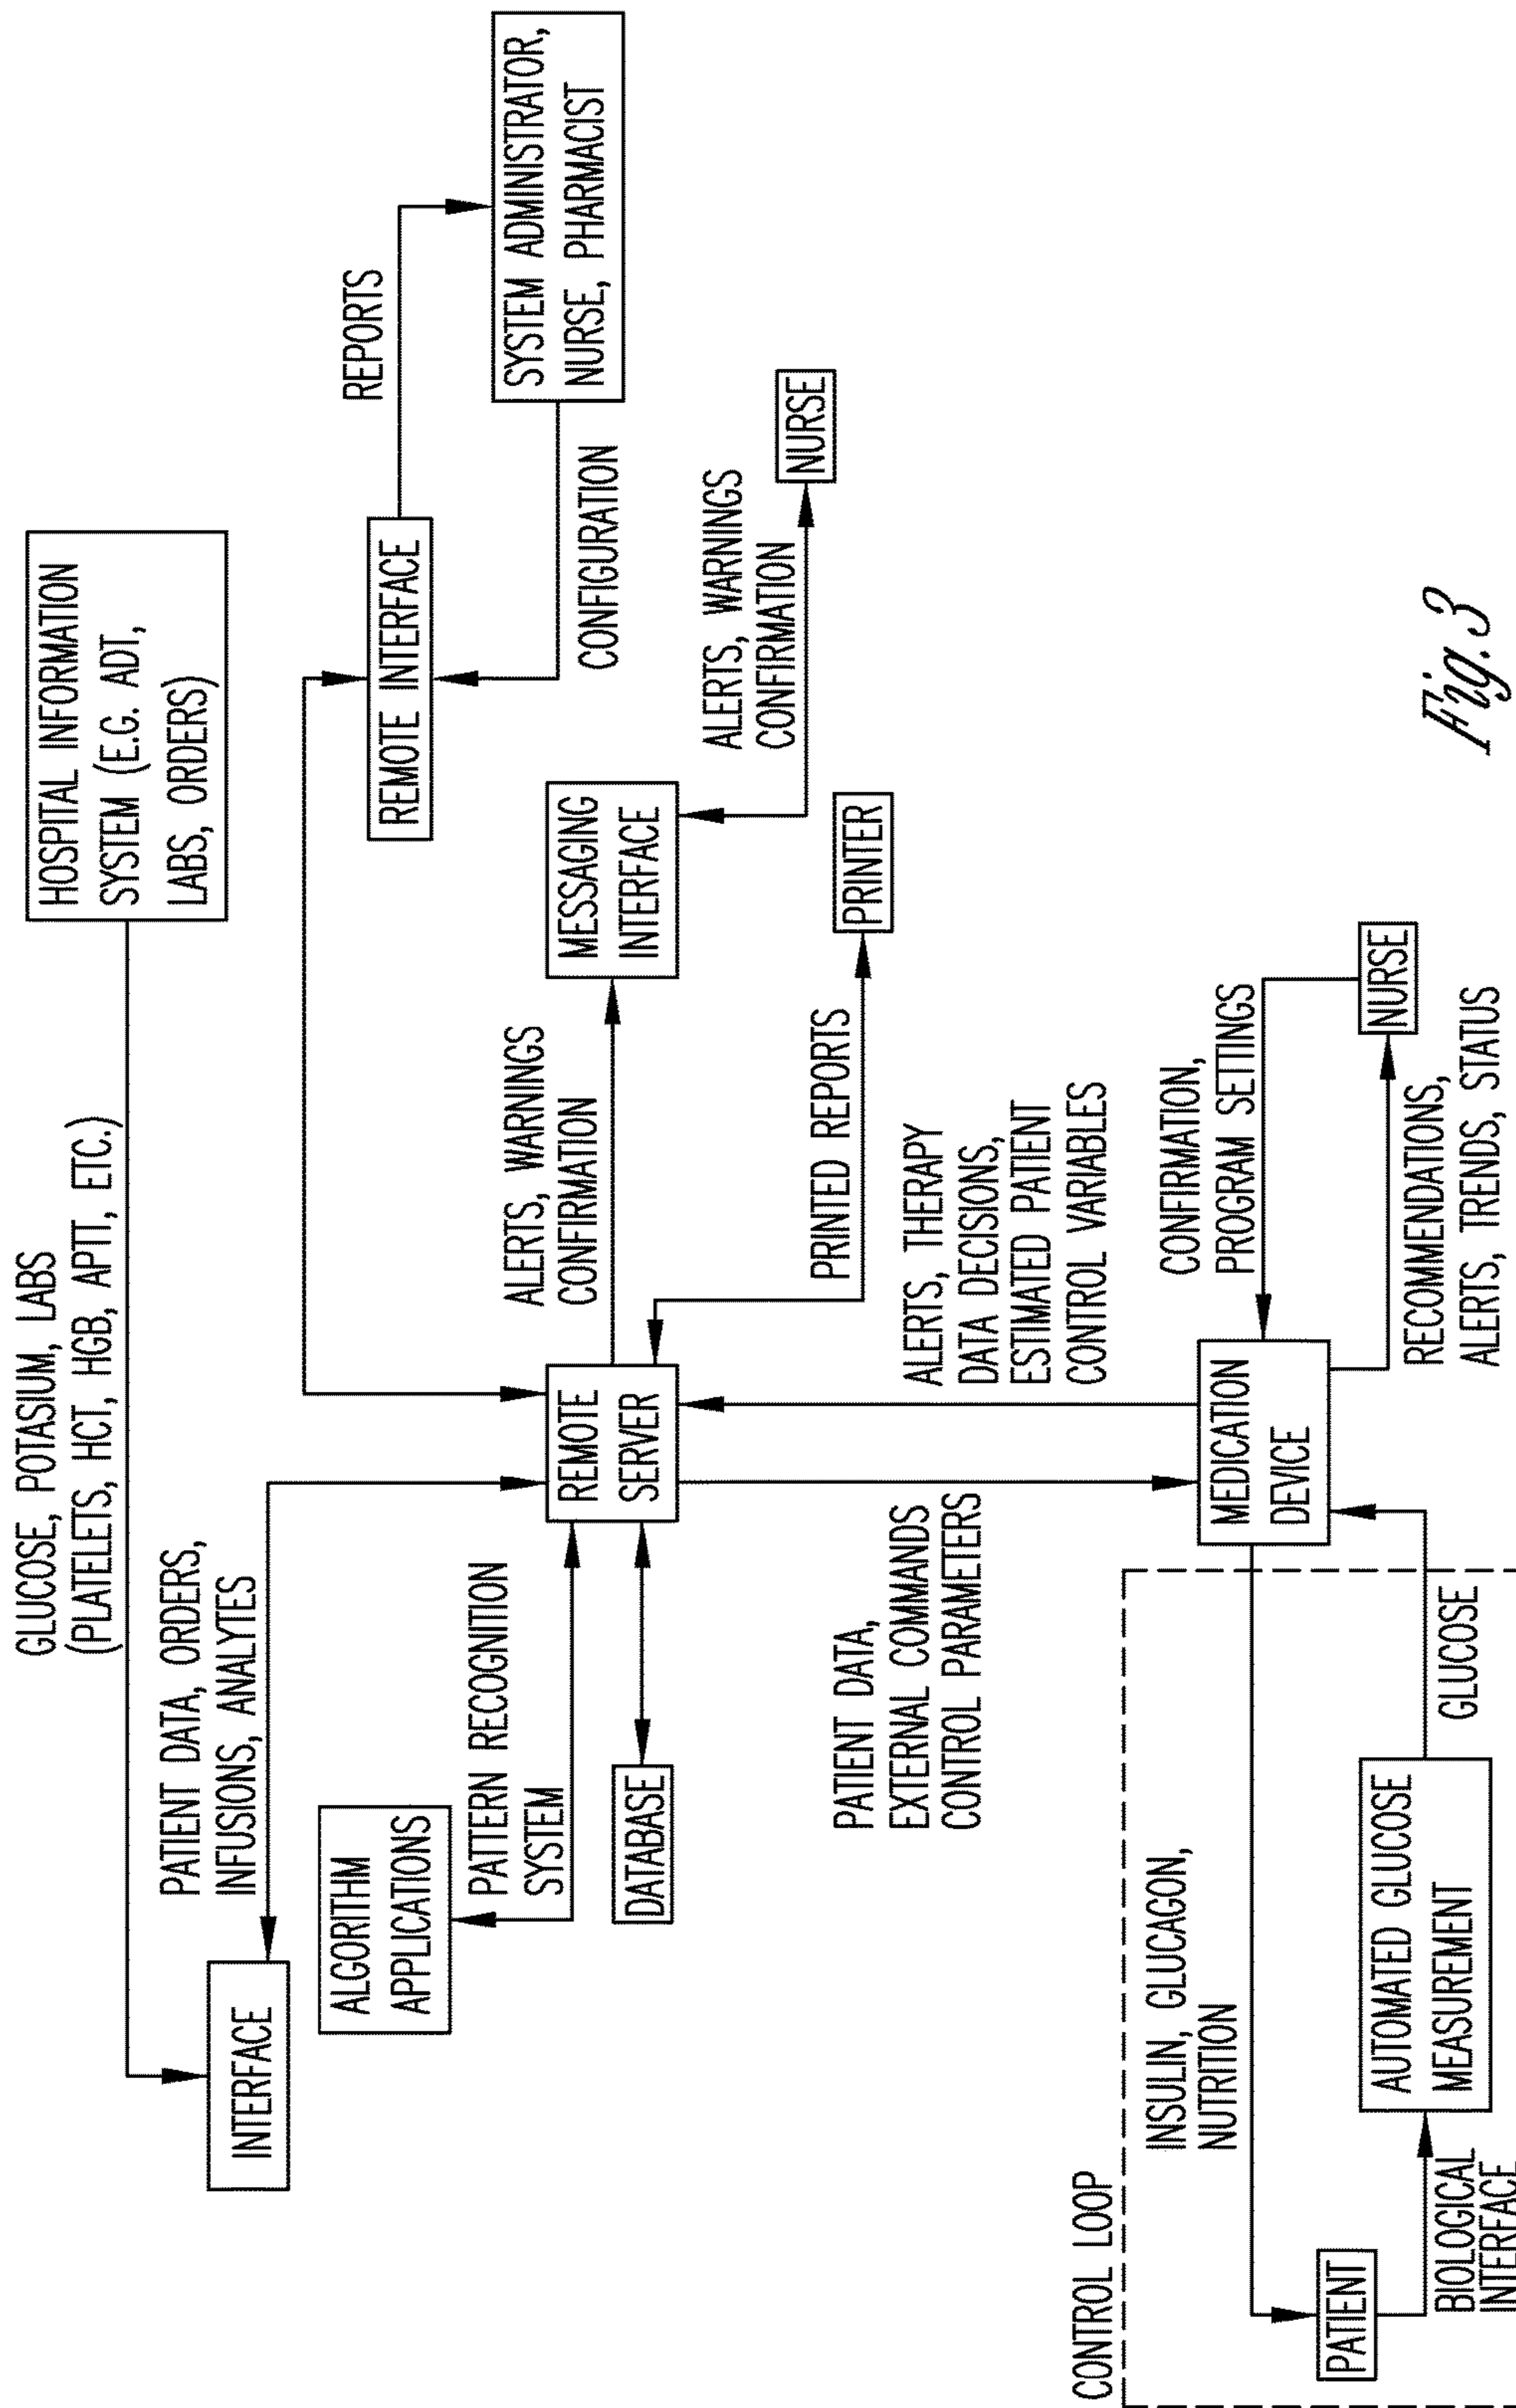 HOSPITAL INFORMATION
SYSTEM (E.G. ADT,
LABS, ORDERS)
GLUCOSE, POTASIUM, LABS
(PLATELETS, HCT, HGB, APTT, ETC.)
INTERFACE
PATIENT DATA, ORDERS,
INFUSIONS, ANALYTES
ALGORITHM
APPLICATIONS
PATTERN RECOGNITION
SYSTEM
DATABASE
REMOTE
SERVER
REMOTE INTERFACE
REPORTS
SYSTEM ADMINISTRATOR,
NURSE, PHARMACIST
CONFIGURATION
ALERTS, WARNINGS
CONFIRMATION
MESSAGING
INTERFACE
ALERTS, WARNINGS
CONFIRMATION
NURSE
PRINTED REPORTS
PRINTER
PATIENT DATA,
EXTERNAL COMMANDS
CONTROL PARAMETERS
ALERTS, THERAPY
DATA DECISIONS,
ESTIMATED PATIENT
CONTROL VARIABLES
MEDICATION
DEVICE
CONFIRMATION,
PROGRAM SETTINGS
NURSE
RECOMMENDATIONS,
ALERTS, TRENDS, STATUS
CONTROL LOOP
INSULIN, GLUCAGON,
NUTRITION
PATIENT
BIOLOGICAL
INTERFACE
AUTOMATED GLUCOSE
MEASUREMENT
GLUCOSE
Fig. 3